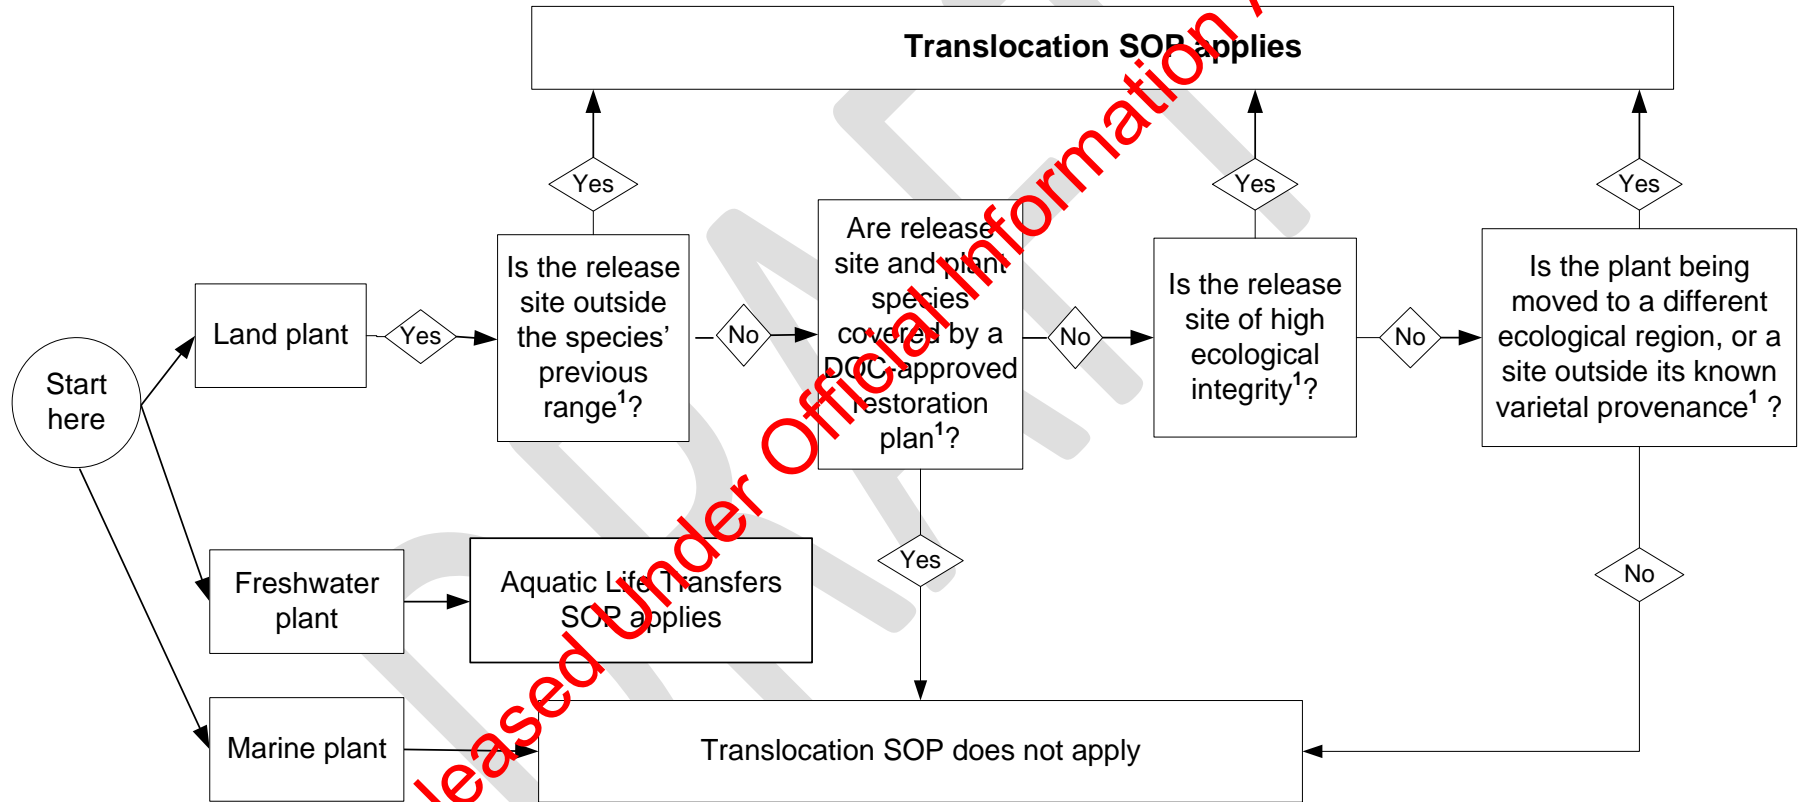 Translocation SOP applies
Yes
Yes
Yes
Start
here
Land plant
Yes
Is the release
site outside
the species’
previous
range¹?
No
Are release
site and plant
species
covered by a
DOC-approved
restoration
plan¹?
No
Is the release
site of high
ecological
integrity¹?
No
Is the plant being
moved to a different
ecological region, or a
site outside its known
varietal provenance¹ ?
Yes
No
Freshwater
plant
Aquatic Life Transfers
SOP applies
Marine plant
Translocation SOP does not apply
DRAFT
leased Under Official Information